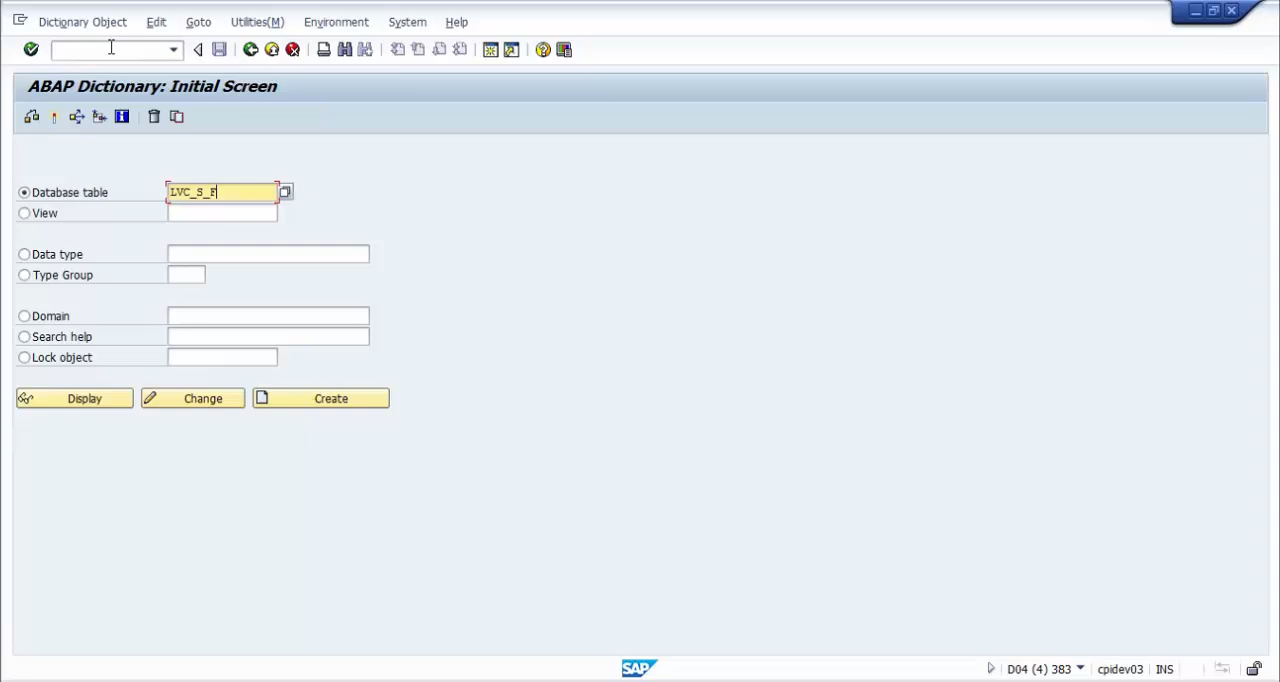 Dictionary Object Edit Goto Utilities(M) Environment System Help
ABAP Dictionary: Initial Screen
Database table LVC_S_F
View
Data type
Type Group
Domain
Search help
Lock object
Display Change Create
SAP D04 (4) 383 cpidev03 INS